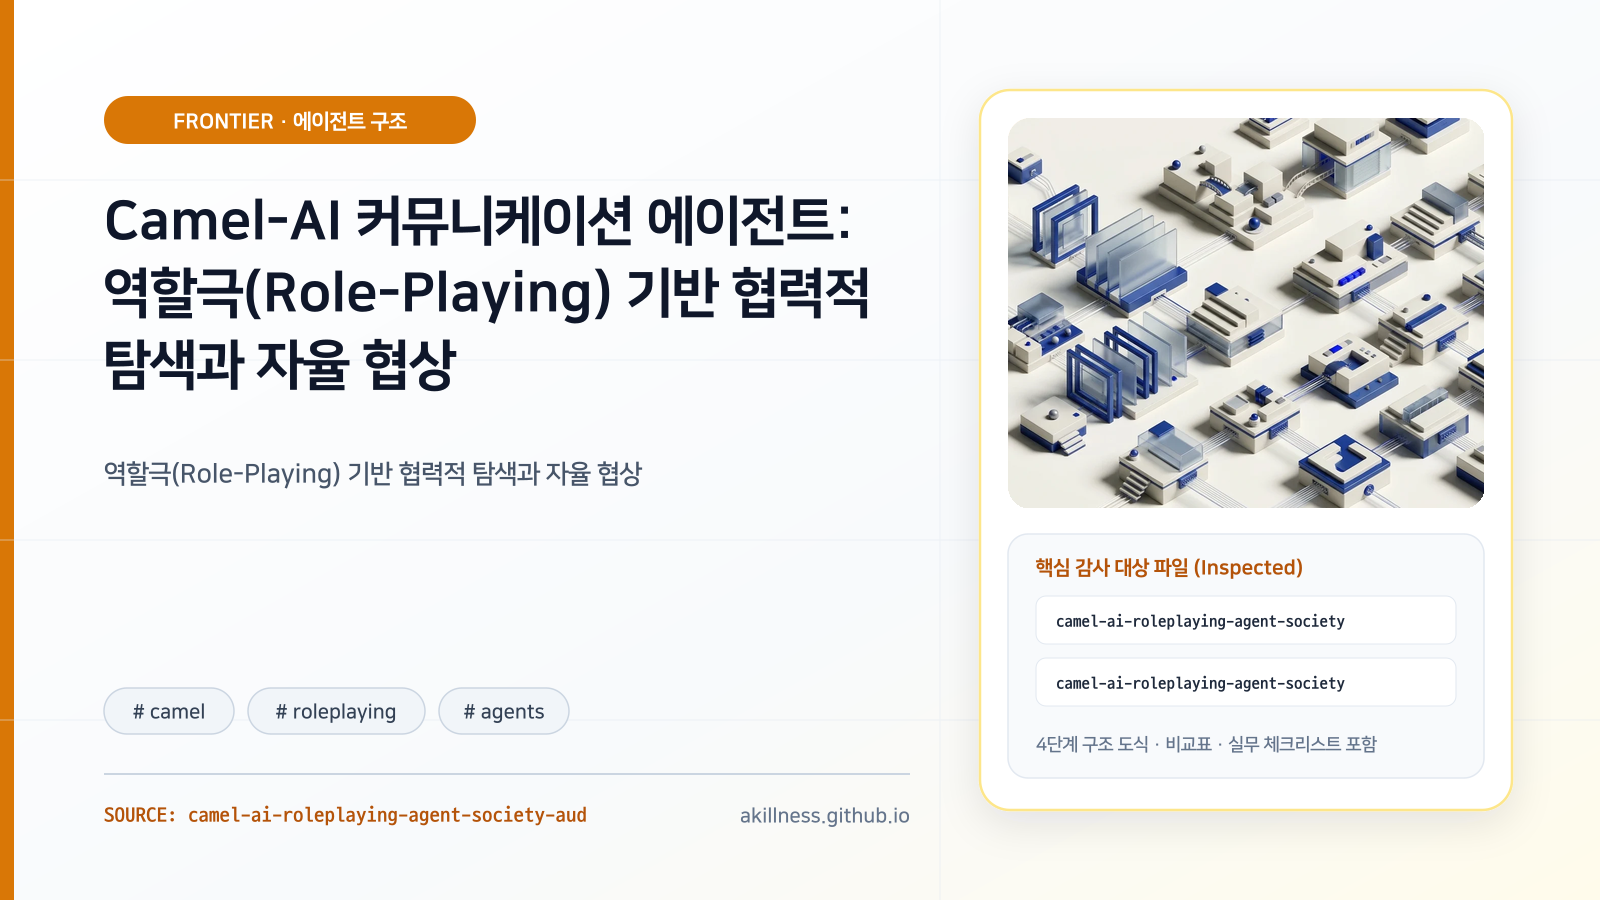 FRONTIER · 에이전트 구조
Camel-AI 커뮤니케이션 에이전트:
역할극(Role-Playing) 기반 협력적
탐색과 자율 협상
역할극(Role-Playing) 기반 협력적 탐색과 자율 협상
# camel
# roleplaying
# agents
SOURCE: camel-ai-roleplaying-agent-society-aud
akillness.github.io
핵심 감사 대상 파일 (Inspected)
camel-ai-roleplaying-agent-society
camel-ai-roleplaying-agent-society
4단계 구조 도식 · 비교표 · 실무 체크리스트 포함